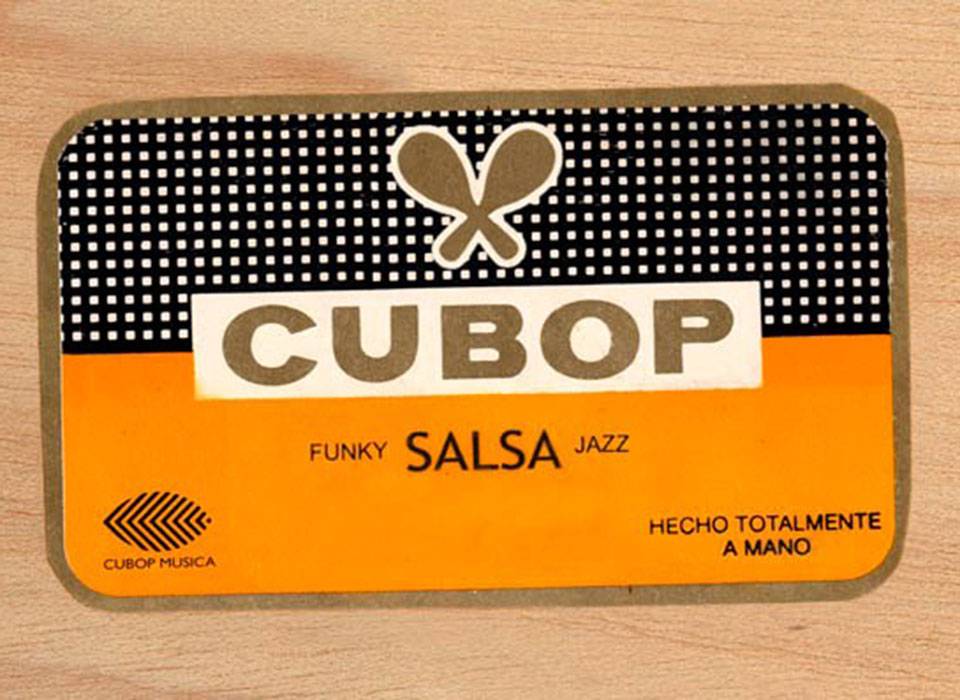 CUBOP
FUNKY SALSA JAZZ
CUBOP MUSICA
HECHO TOTALMENTE
A MANO